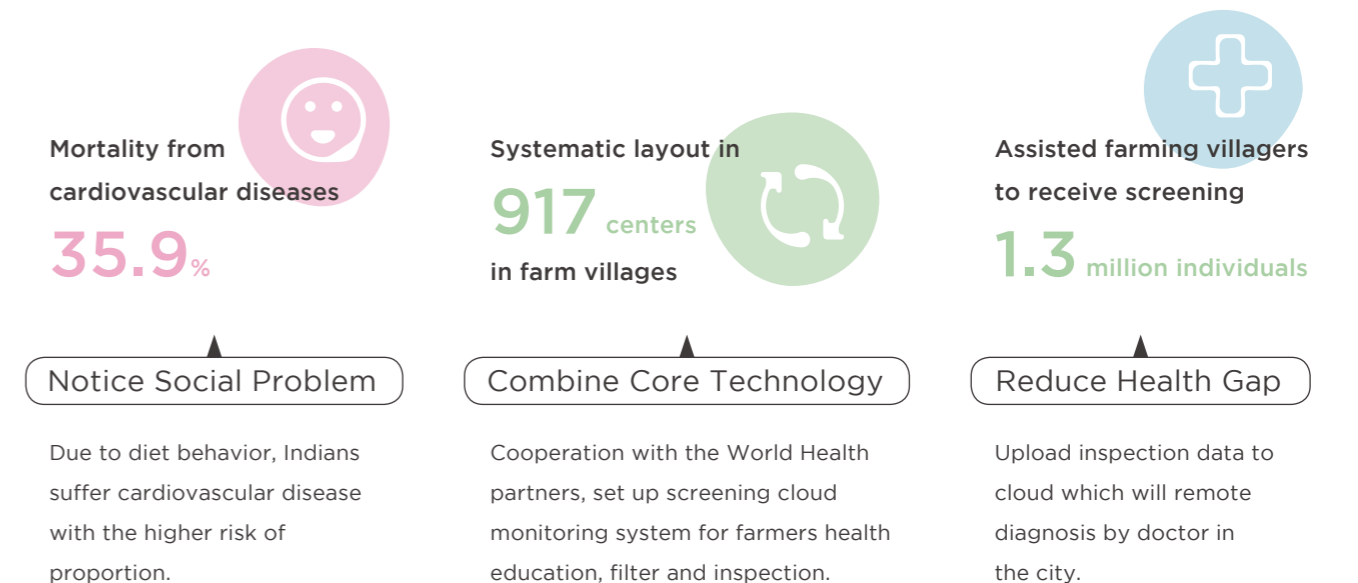 Mortality from
cardiovascular diseases
35.9%
Notice Social Problem
Due to diet behavior, Indians
suffer cardiovascular disease
with the higher risk of
proportion.
Systematic layout in
917 centers
in farm villages
Combine Core Technology
Cooperation with the World Health
partners, set up screening cloud
monitoring system for farmers health
education, filter and inspection.
Assisted farming villagers
to receive screening
1.3 million individuals
Reduce Health Gap
Upload inspection data to
cloud which will remote
diagnosis by doctor in
the city.